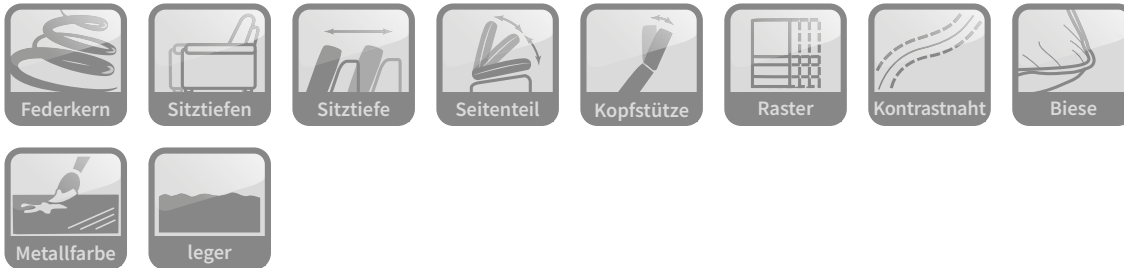 Federkern
Sitztiefen
Sitztiefe
Seitenteil
Kopfstütze
Raster
Kontrastnaht
Biese
Metallfarbe
leger